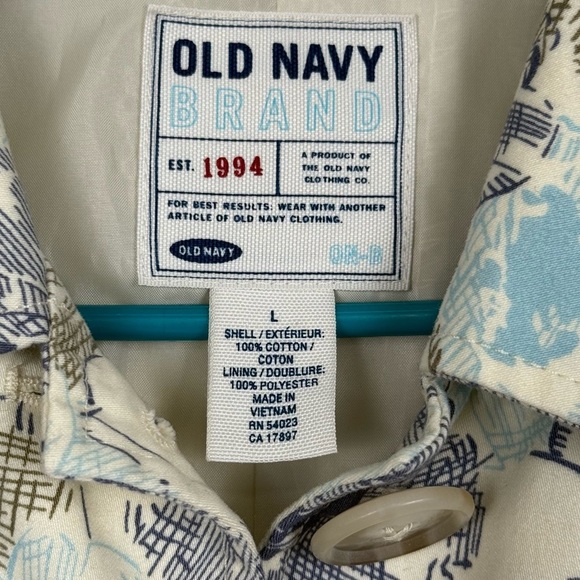 OLD NAVY
BRAND
EST. 1994
A PRODUCT OF
THE OLD NAVY
CLOTHING CO.
FOR BEST RESULTS: WEAR WITH ANOTHER
ARTICLE OF OLD NAVY CLOTHING.
OLD NAVY
L
SHELL / EXTÉRIEUR:
100% COTTON /
COTON
LINING / DOUBLURE:
100% POLYESTER
MADE IN
VIETNAM
RN 54023
CA 17897